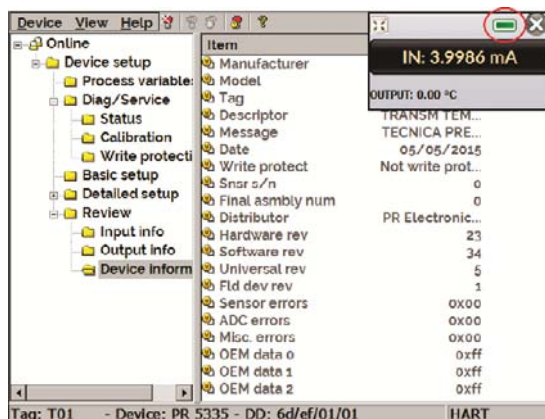 Device View Help
Online
Device setup
Process variable
Diag/Service
Status
Calibration
Write protecti
Basic setup
Detailed setup
Review
Input info
Output info
Device inform
Item
Manufacturer
Model
Tag
Descriptor TRANSM TEM...
Message TECNICA PRE...
Date 05/05/2015
Write protect Not write prot...
Snsr s/n 0
Final asmbly num 0
Distributor PR Electronic...
Hardware rev 23
Software rev 34
Universal rev 5
Fld dev rev 1
Sensor errors 0x00
ADC errors 0x00
Misc. errors 0x00
OEM data 0 0xff
OEM data 1 0xff
OEM data 2 0xff
IN: 3.9986 mA
OUTPUT: 0.00 ºC
Tag: T01 - Device: PR 5335 - DD: 6d/ef/01/01 HART